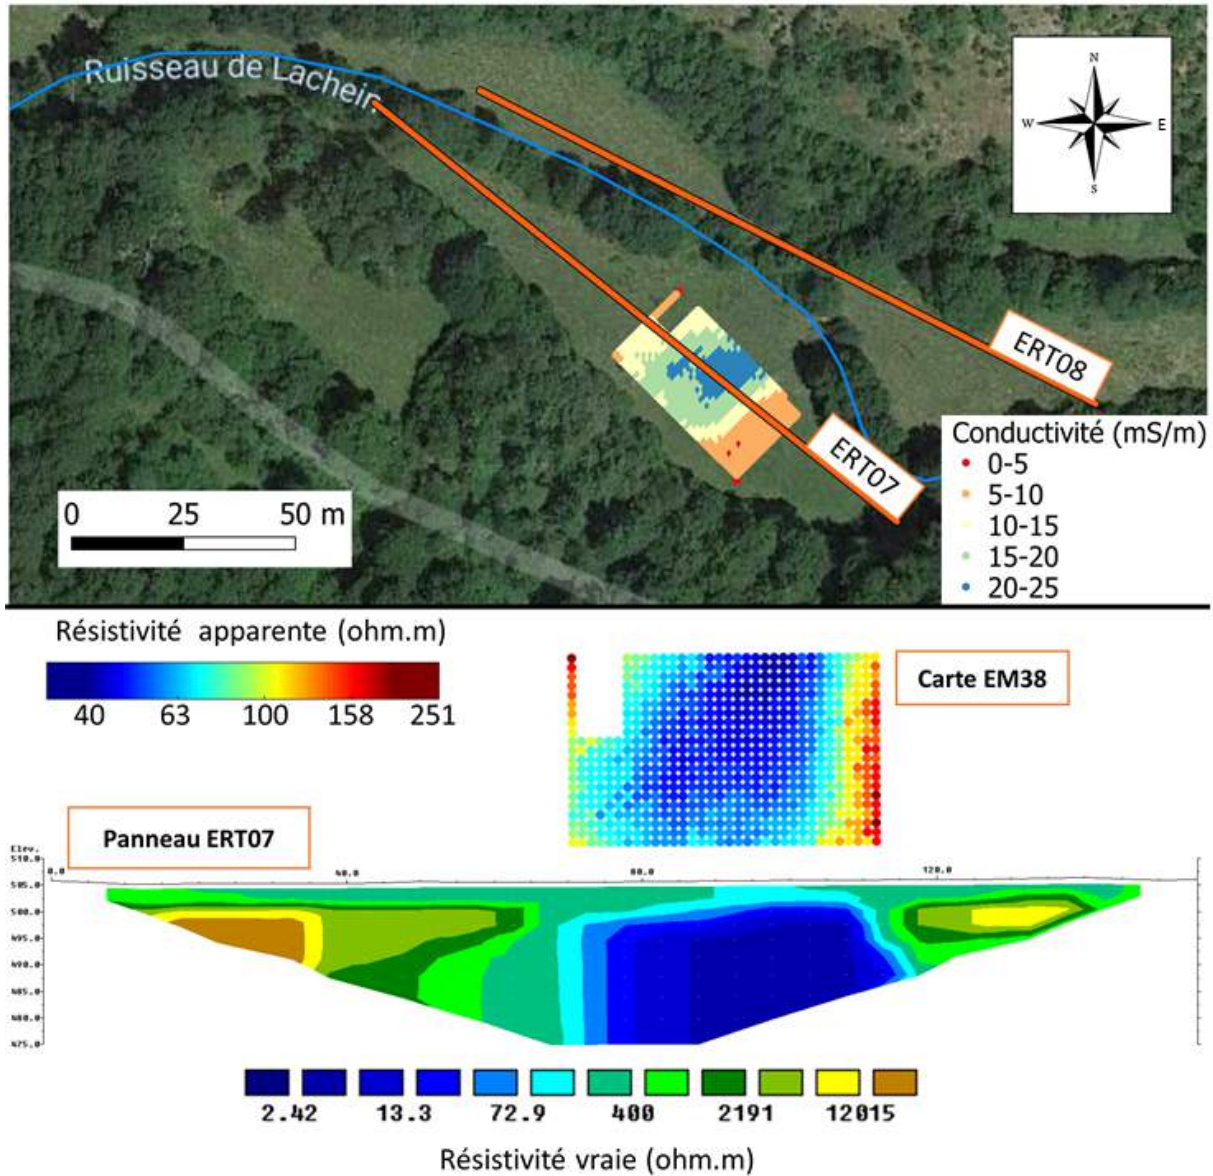 Ruisseau de Lachein
N
W
E
S
ERT08
ERT07
0 25 50 m
Conductivité (mS/m)
0-5
5-10
10-15
15-20
20-25
Résistivité apparente (ohm.m)
40 63 100 158 251
Carte EM38
Panneau ERT07
Elev.
510.0
505.0
500.0
495.0
490.0
485.0
480.0
475.0
0.0 40.0 80.0 120.0
2.42 13.3 72.9 400 2191 12015
Résistivité vraie (ohm.m)